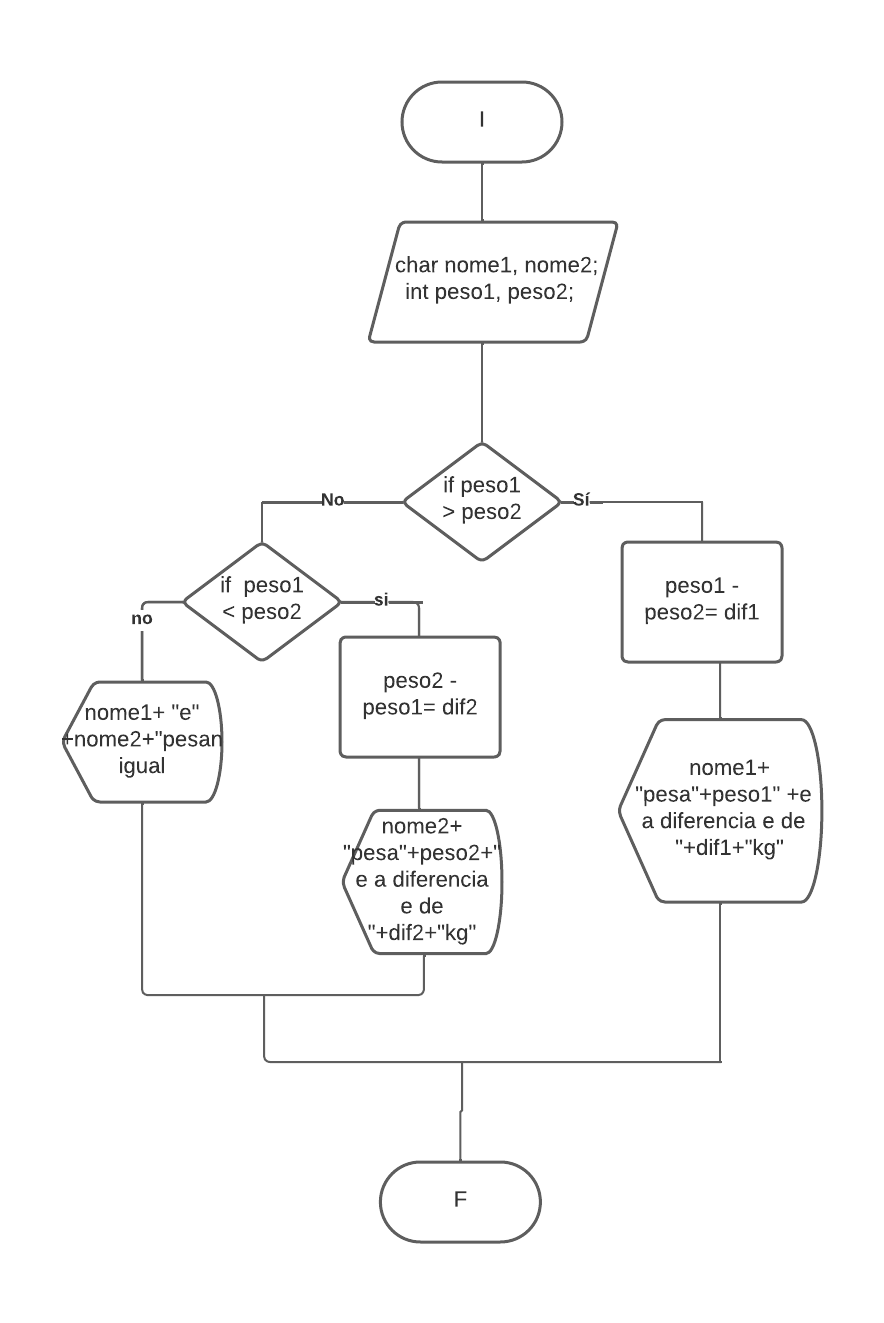 I
char nome1, nome2;
int peso1, peso2;
if peso1
> peso2
No
Sí
if  peso1
< peso2
no
si
peso1 -
peso2= dif1
peso2 -
peso1= dif2
nome1+ "e"
+nome2+"pesan
igual
nome1+
"pesa"+peso1" +e
a diferencia e de
"+dif1+"kg"
nome2+
"pesa"+peso2+"
e a diferencia
e de
"+dif2+"kg"
F